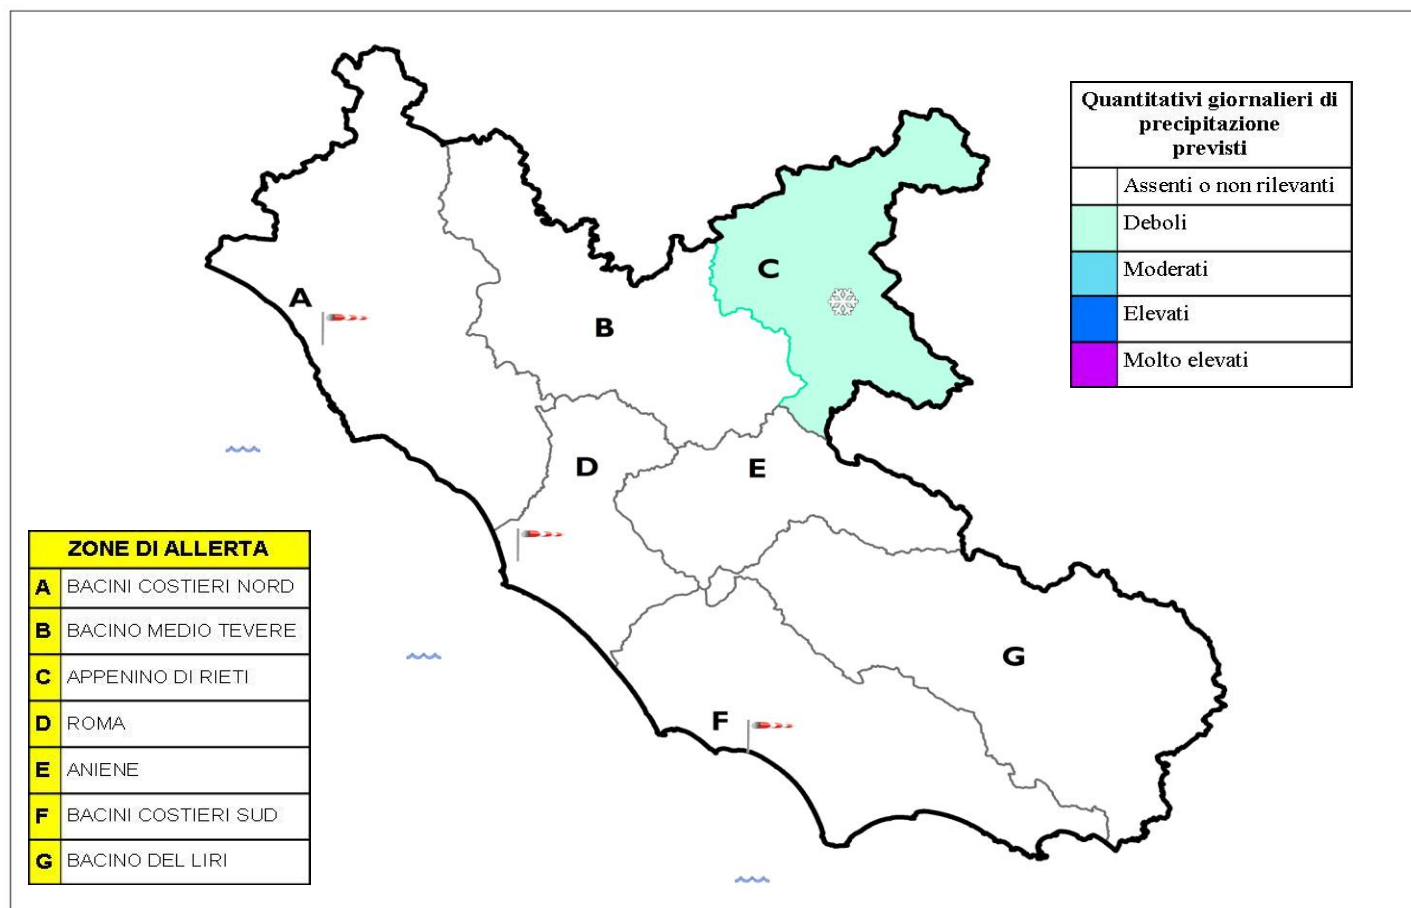 Quantitativi giornalieri di
precipitazione
previsti
Assenti o non rilevanti
Deboli
Moderati
Elevati
Molto elevati
C
A
B
D
E
G
F
ZONE DI ALLERTA
A BACINI COSTIERI NORD
B BACINO MEDIO TEVERE
C APPENINO DI RIETI
D ROMA
E ANIENE
F BACINI COSTIERI SUD
G BACINO DEL LIRI